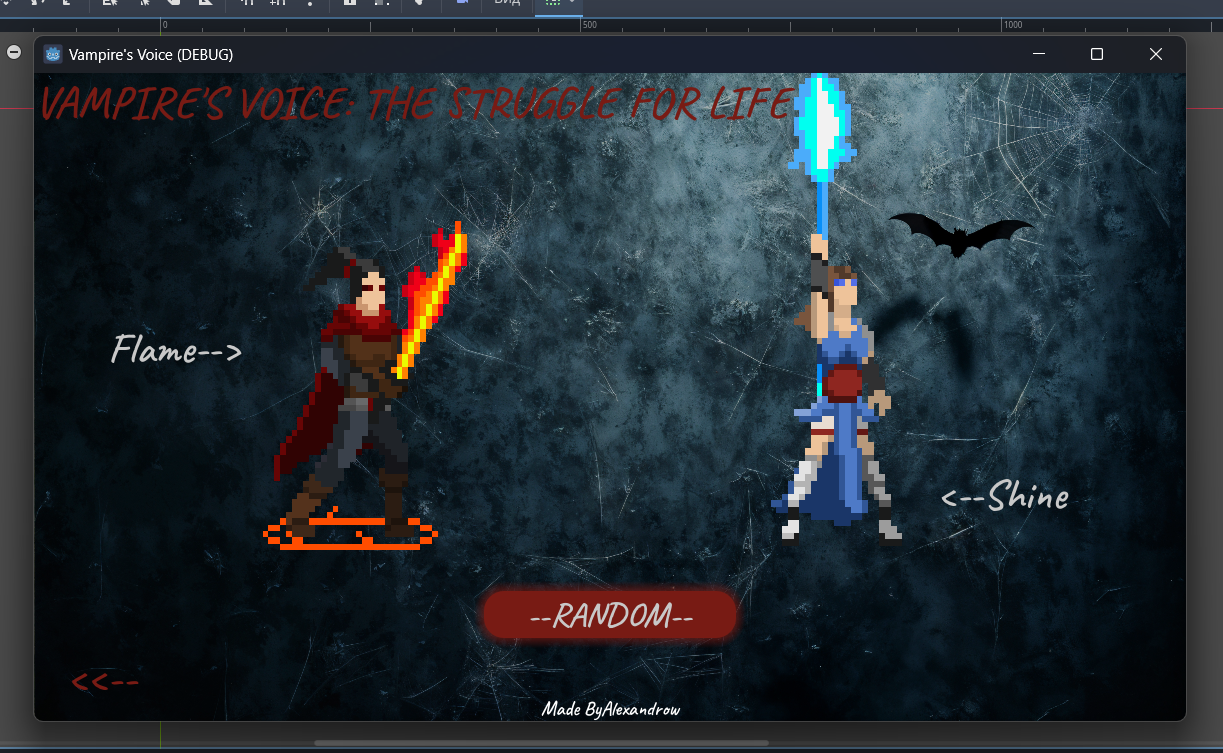 Вид
0
500
1000
Vampire's Voice (DEBUG)
VAMPIRE'S VOICE: THE STRUGGLE FOR LIFE
Flame-->
<--Shine
--RANDOM--
<<--
Made ByAlexandrow